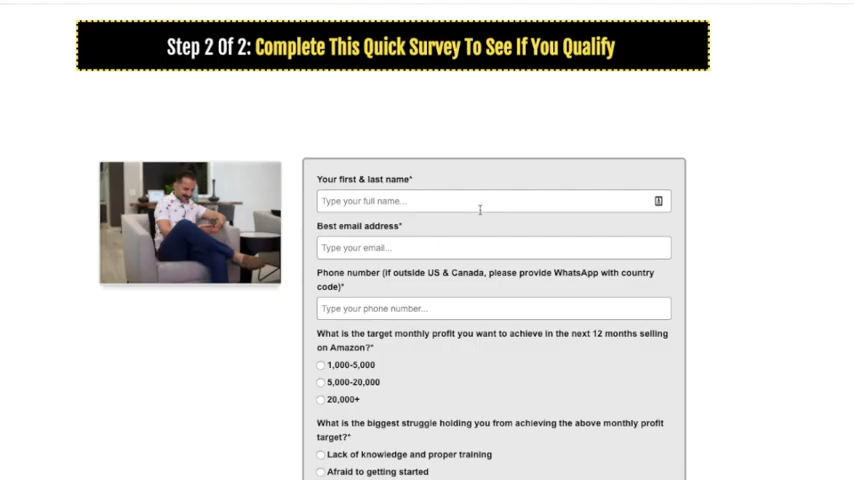 Step 2 Of 2: Complete This Quick Survey To See If You Qualify
Your first & last name*
Type your full name...
Best email address*
Type your email...
Phone number (if outside US & Canada, please provide WhatsApp with country
code)*
Type your phone number...
What is the target monthly profit you want to achieve in the next 12 months selling
on Amazon?*
1,000-5,000
5,000-20,000
20,000+
What is the biggest struggle holding you from achieving the above monthly profit
target?*
Lack of knowledge and proper training
Afraid to getting started